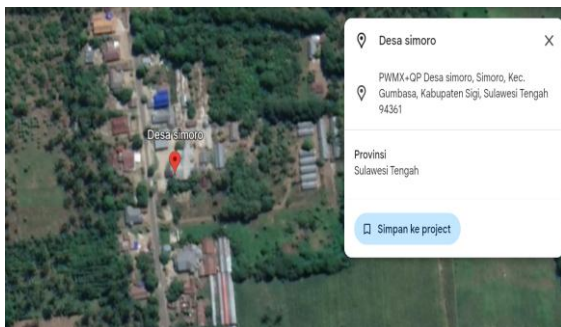 Desa simoro
Desa simoro
PWMX+QP Desa simoro, Simoro, Kec.
Gumbasa, Kabupaten Sigi, Sulawesi Tengah
94361
Provinsi
Sulawesi Tengah
Simpan ke project